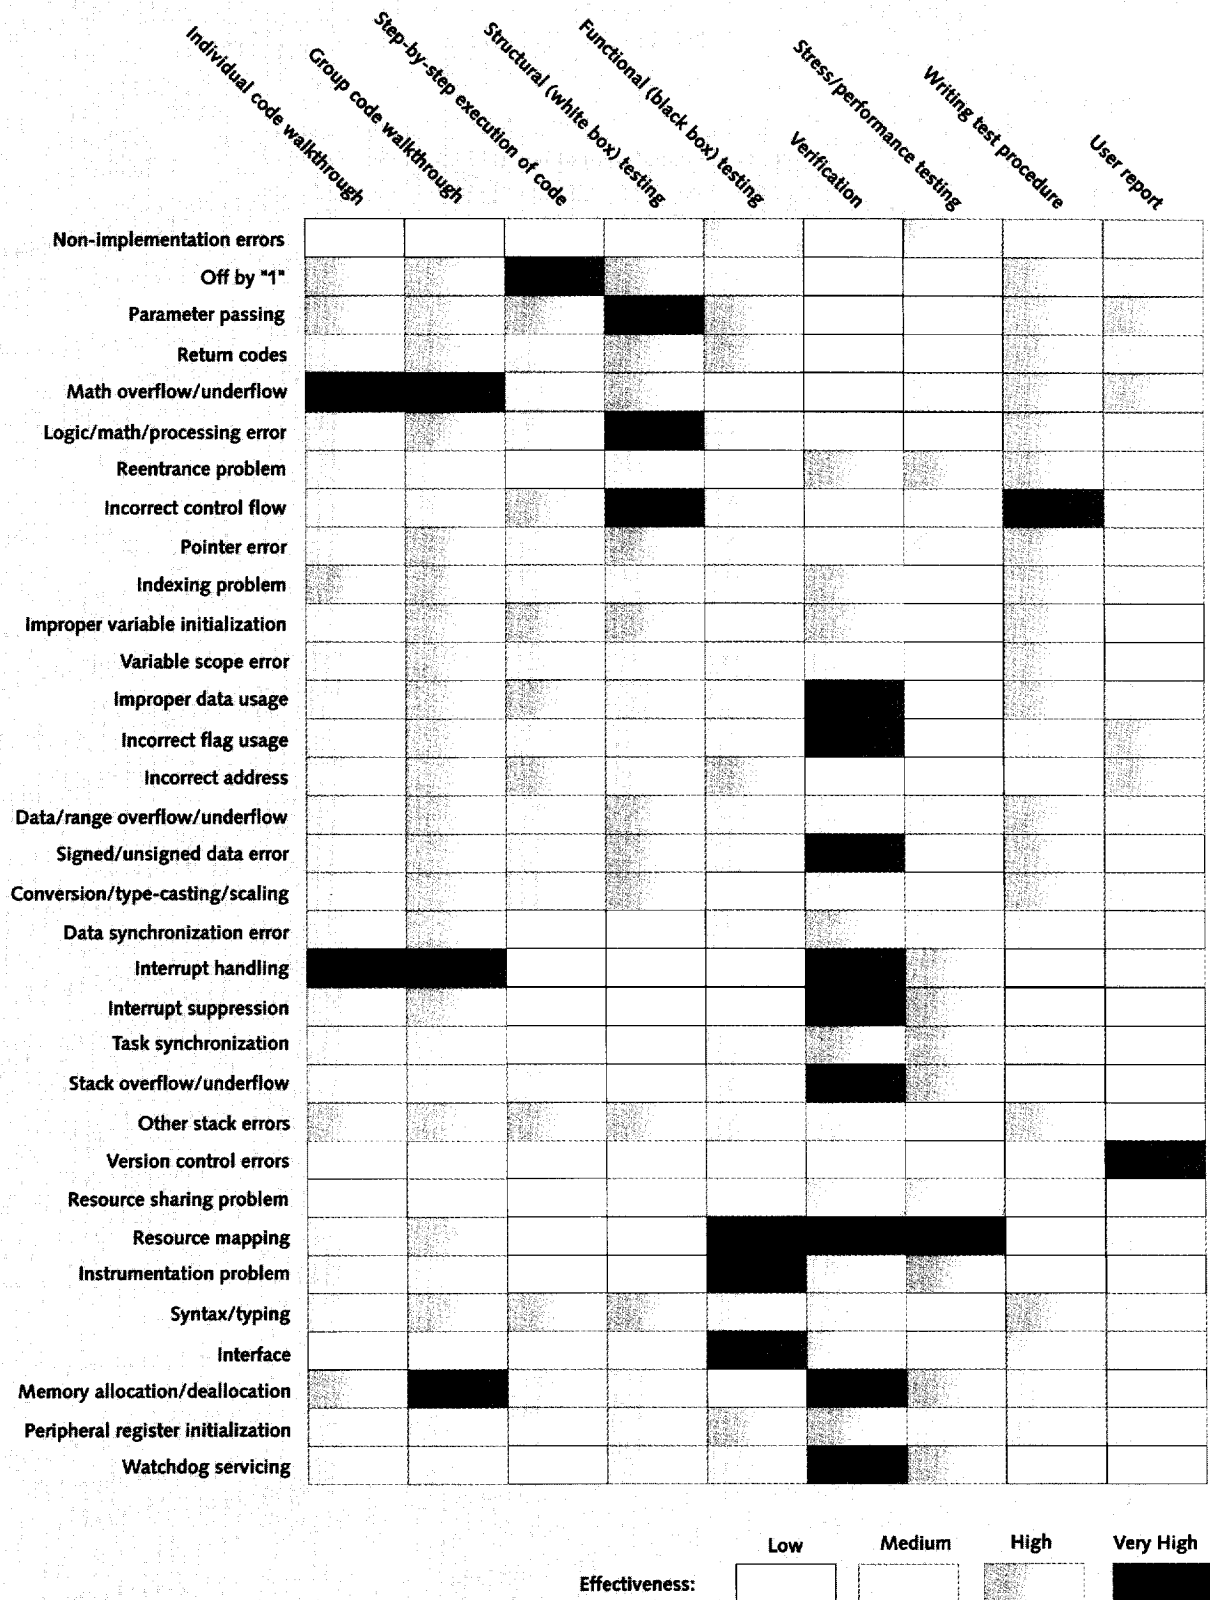 Individual code walkthrough
Group code walkthrough
Step-by-step execution of code
Structural (white box) testing
Functional (black box) testing
Verification
Stress/performance testing
Writing test procedure
User report
Non-implementation errors
Off by "1"
Parameter passing
Return codes
Math overflow/underflow
Logic/math/processing error
Reentrance problem
Incorrect control flow
Pointer error
Indexing problem
Improper variable initialization
Variable scope error
Improper data usage
Incorrect flag usage
Incorrect address
Data/range overflow/underflow
Signed/unsigned data error
Conversion/type-casting/scaling
Data synchronization error
Interrupt handling
Interrupt suppression
Task synchronization
Stack overflow/underflow
Other stack errors
Version control errors
Resource sharing problem
Resource mapping
Instrumentation problem
Syntax/typing
Interface
Memory allocation/deallocation
Peripheral register initialization
Watchdog servicing
Low Medium High Very High
Effectiveness: